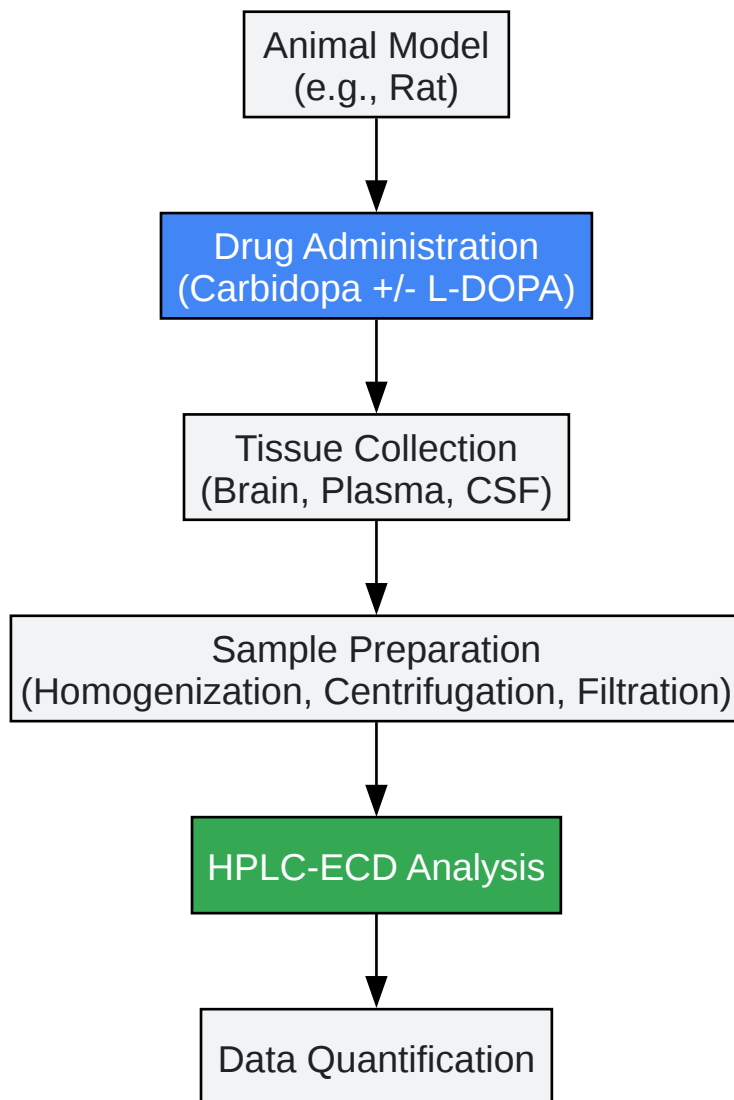 Animal Model
(e.g., Rat)
Drug Administration
(Carbidopa +/- L-DOPA)
Tissue Collection
(Brain, Plasma, CSF)
Sample Preparation
(Homogenization, Centrifugation, Filtration)
HPLC-ECD Analysis
Data Quantification